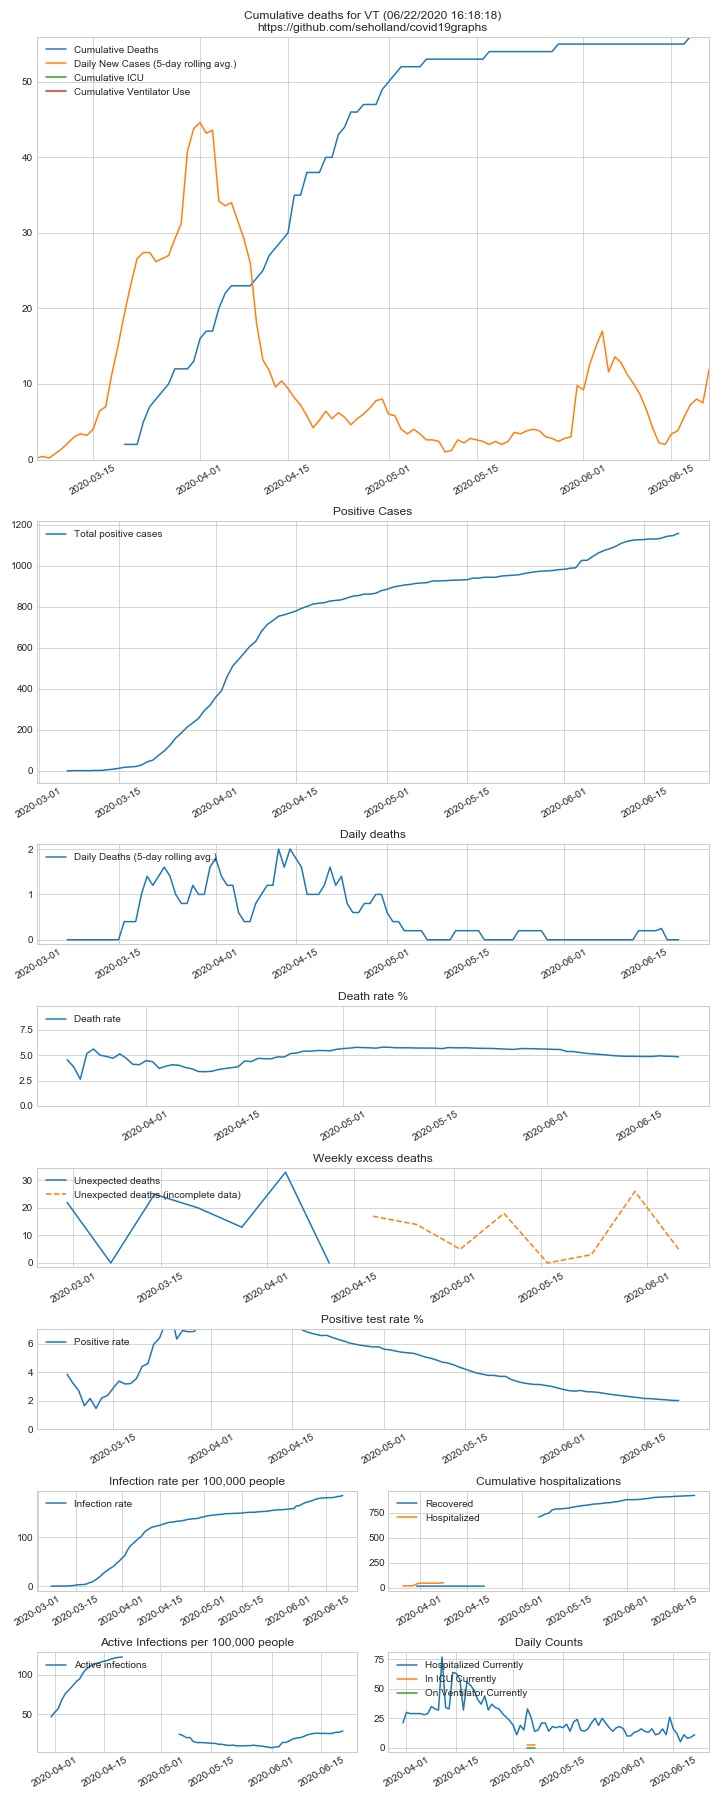 Cumulative deaths for VT (06/22/2020 16:18:18)
https://github.com/seholland/covid19graphs
Cumulative Deaths
Daily New Cases (5-day rolling avg.)
Cumulative ICU
Cumulative Ventilator Use
50
40
30
20
10
0
2020-03-15 2020-04-01 2020-04-15 2020-05-01 2020-05-15 2020-06-01 2020-06-15
Positive Cases
Total positive cases
1200
1000
800
600
400
200
0
2020-03-01 2020-03-15 2020-04-01 2020-04-15 2020-05-01 2020-05-15 2020-06-01 2020-06-15
Daily deaths
Daily Deaths (5-day rolling avg.)
2
1
0
2020-03-01 2020-03-15 2020-04-01 2020-04-15 2020-05-01 2020-05-15 2020-06-01 2020-06-15
Death rate %
Death rate
7.5
5.0
2.5
0.0
2020-04-01 2020-04-15 2020-05-01 2020-05-15 2020-06-01 2020-06-15
Weekly excess deaths
Unexpected deaths
Unexpected deaths (incomplete data)
30
20
10
0
2020-03-01 2020-03-15 2020-04-01 2020-04-15 2020-05-01 2020-05-15 2020-06-01
Positive test rate %
Positive rate
6
4
2
0
2020-03-15 2020-04-01 2020-04-15 2020-05-01 2020-05-15 2020-06-01 2020-06-15
Infection rate per 100,000 people
Infection rate
100
0
2020-03-01 2020-03-15 2020-04-01 2020-04-15 2020-05-01 2020-05-15 2020-06-01 2020-06-15
Cumulative hospitalizations
Recovered
Hospitalized
750
500
250
0
2020-04-01 2020-04-15 2020-05-01 2020-05-15 2020-06-01 2020-06-15
Active Infections per 100,000 people
Active infections
100
50
2020-04-01 2020-04-15 2020-05-01 2020-05-15 2020-06-01 2020-06-15
Daily Counts
Hospitalized Currently
In ICU Currently
On Ventilator Currently
75
50
25
0
2020-04-01 2020-04-15 2020-05-01 2020-05-15 2020-06-01 2020-06-15